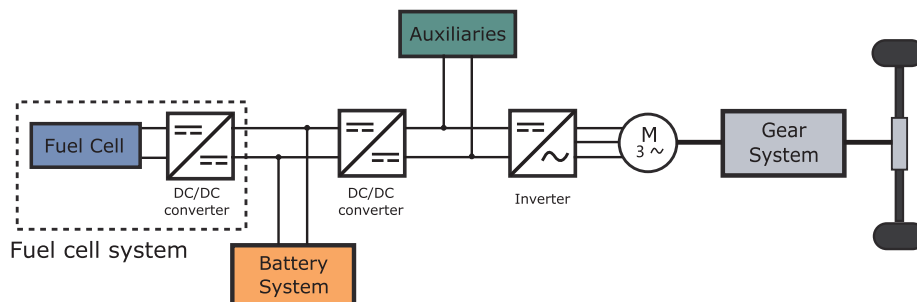 Auxiliaries
Fuel Cell
DC/DC
converter
Fuel cell system
Battery
System
DC/DC
converter
Inverter
M
3 ~
Gear
System